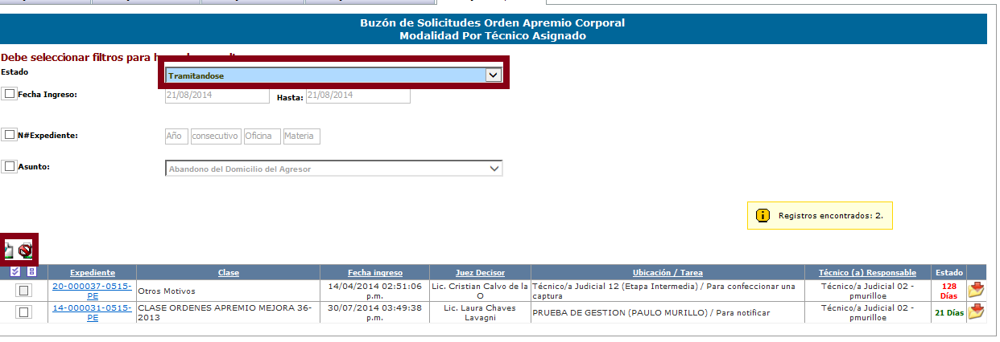 Buzón de Solicitudes Orden Apremio Corporal
Modalidad Por Técnico Asignado
Debe seleccionar filtros para
Estado
Tramitandose
Fecha Ingreso: 21/08/2014 Hasta: 21/08/2014
N#Expediente: Año consecutivo Oficina Materia
Asunto: Abandono del Domicilio del Agresor
Registros encontrados: 2.
Expediente Clase Fecha ingreso Juez Decisor Ubicación / Tarea Técnico (a) Responsable Estado
20-000037-0515-PE Otros Motivos 14/04/2014 02:51:06 p.m. Lic. Cristian Calvo de la O Técnico/a Judicial 12 (Etapa Intermedia) / Para confeccionar una captura Técnico/a Judicial 02 - pmurilloe 128 Días
14-000031-0515-PE CLASE ORDENES APREMIO MEJORA 36-2013 30/07/2014 03:49:38 p.m. Lic. Laura Chaves Lavagni PRUEBA DE GESTION (PAULO MURILLO) / Para notificar Técnico/a Judicial 02 - pmurilloe 21 Días